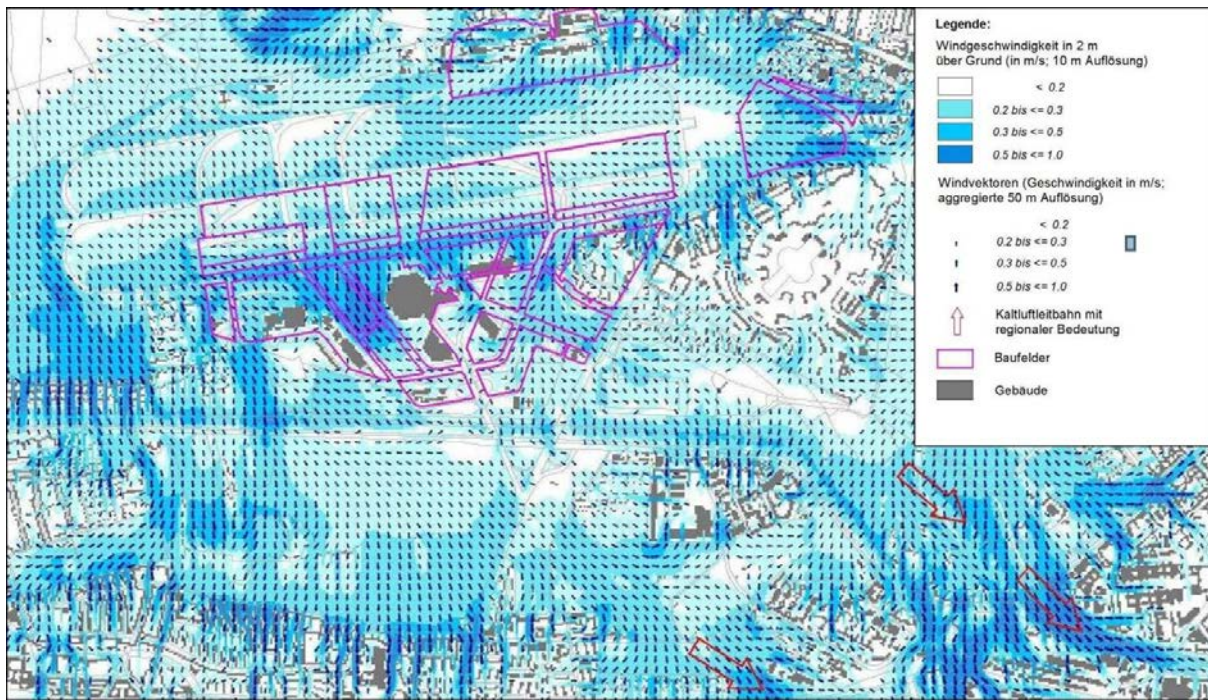 Legende:
Windgeschwindigkeit in 2 m
über Grund (in m/s; 10 m Auflösung)
< 0.2
0.2 bis <= 0.3
0.3 bis <= 0.5
0.5 bis <= 1.0
Windvektoren (Geschwindigkeit in m/s;
aggregierte 50 m Auflösung)
< 0.2
0.2 bis <= 0.3
0.3 bis <= 0.5
0.5 bis <= 1.0
Kaltluftleitbahn mit
regionaler Bedeutung
Baufelder
Gebäude